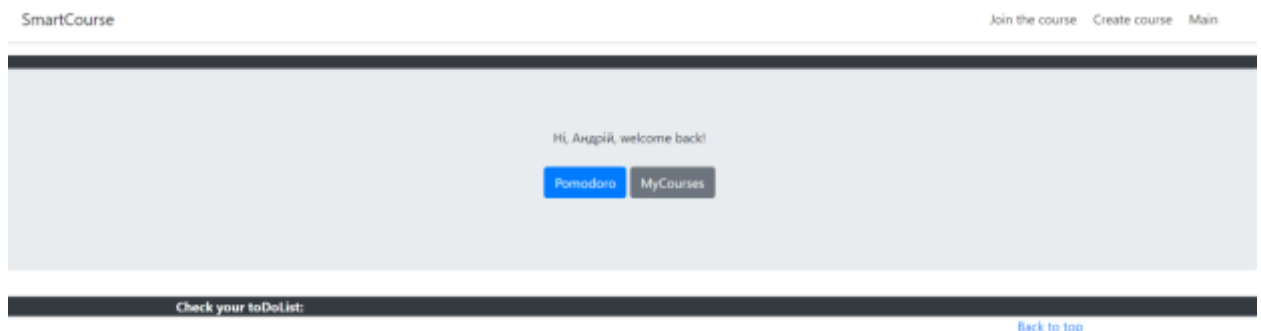 SmartCourse
Join the course Create course Main
Hi, Андрій, welcome back!
Pomodoro MyCourses
Check your toDoList:
Back to top